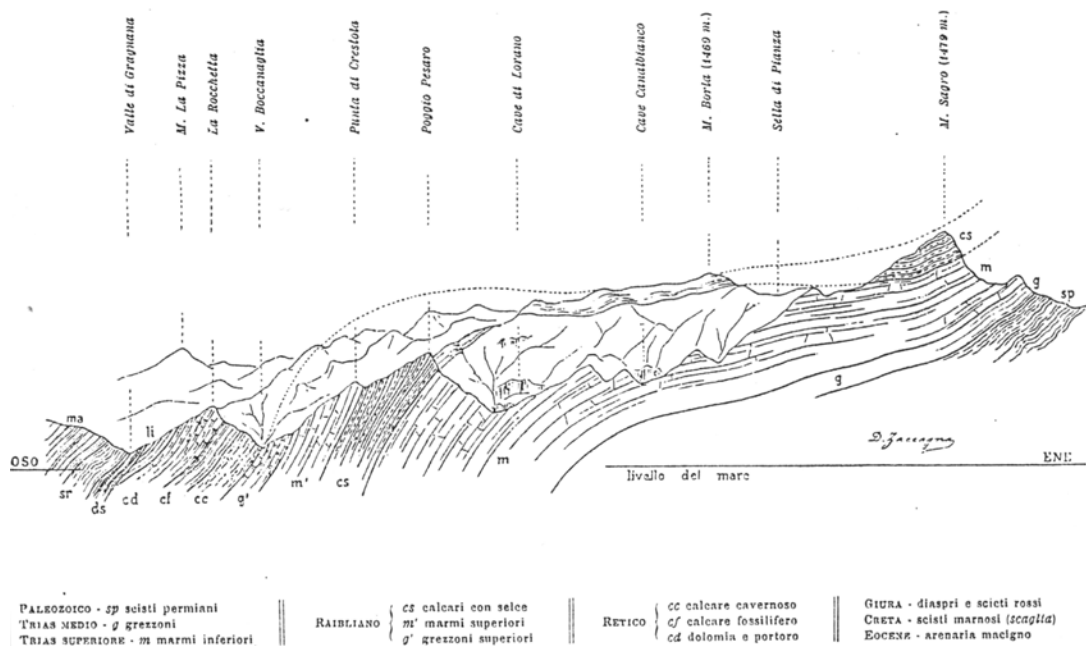 Valle di Gragnana
M. La Pizza
La Rocchetta
V. Boccanaglia
Punta di Crestola
Poggio Pesaro
Cave di Lorano
Cave Canalbianco
M. Borla (1469 m.)
Sella di Pianza
M. Sagro (1479 m.)
cs
m
g
sp
ma
li
g
D. Zaccagna
OSO
ENE
livello del mare
m
sr
ds
cd
cf
cc
g'
m'
cs
PALEOZOICO - sp scisti permiani
TRIAS MEDIO - g grezzoni
TRIAS SUPERIORE - m marmi inferiori
RAIBLIANO
cs calcari con selce
m' marmi superiori
g' grezzoni superiori
RETICO
cc calcare cavernoso
cf calcare fossilifero
cd dolomia e portoro
GIURA - diaspri e scisti rossi
CRETA - scisti marnosi (scaglia)
EOCENE - arenaria macigno